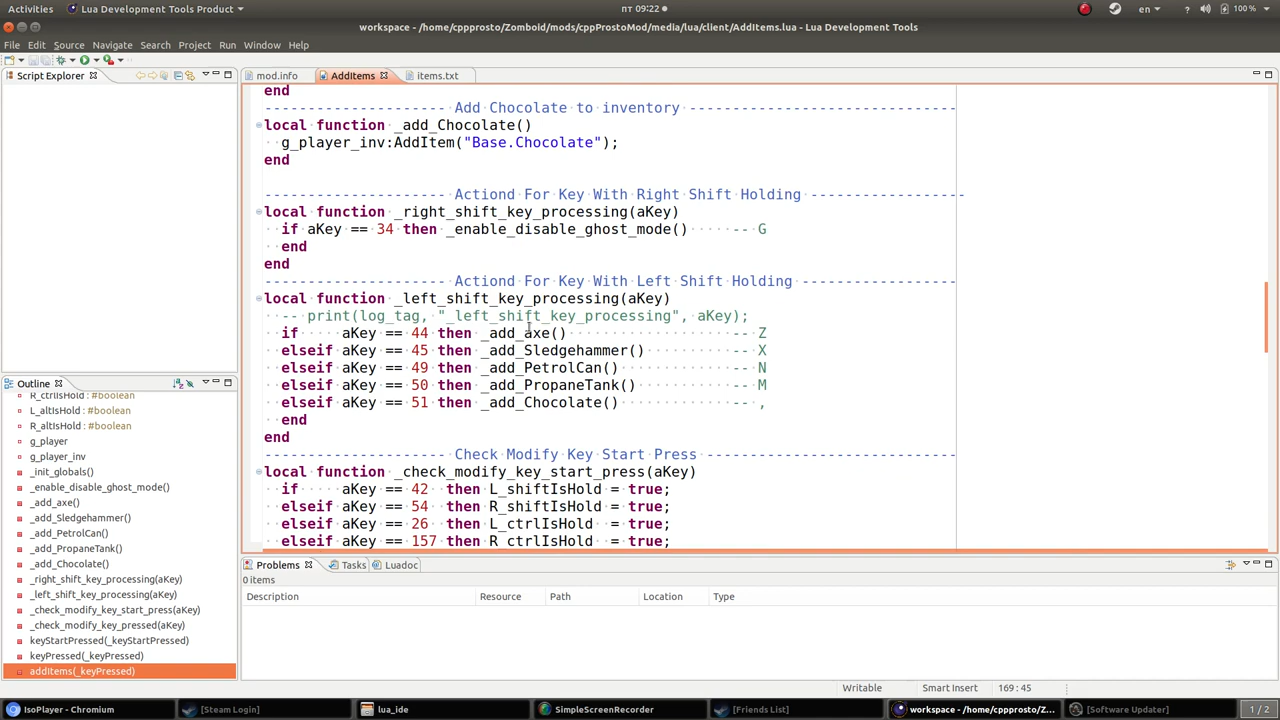 Activities
Lua Development Tools Product
пт 09:22
en
100 %
workspace - /home/cppprosto/Zomboid/mods/cppProstoMod/media/lua/client/AddItems.lua - Lua Development Tools
File Edit Source Navigate Search Project Run Window Help
Script Explorer
mod.info
AddItems
items.txt
end
--------------------- Add Chocolate to inventory -------------------------------
local function _add_Chocolate()
g_player_inv:AddItem("Base.Chocolate");
end
--------------------- Actiond For Key With Right Shift Holding ------------------
local function _right_shift_key_processing(aKey)
if aKey == 34 then _enable_disable_ghost_mode() -- G
end
end
--------------------- Actiond For Key With Left Shift Holding ------------------
local function _left_shift_key_processing(aKey)
-- print(log_tag, "_left_shift_key_processing", aKey);
if aKey == 44 then _add_axe() -- Z
elseif aKey == 45 then _add_Sledgehammer() -- X
elseif aKey == 49 then _add_PetrolCan() -- N
elseif aKey == 50 then _add_PropaneTank() -- M
elseif aKey == 51 then _add_Chocolate() -- ,
end
end
--------------------- Check Modify Key Start Press -----------------------------
local function _check_modify_key_start_press(aKey)
if aKey == 42 then L_shiftIsHold = true;
elseif aKey == 54 then R_shiftIsHold = true;
elseif aKey == 26 then L_ctrlIsHold = true;
elseif aKey == 157 then R_ctrlIsHold = true;
Outline
R_ctrlIsHold : #boolean
L_altIsHold : #boolean
R_altIsHold : #boolean
g_player
g_player_inv
_init_globals()
_enable_disable_ghost_mode()
_add_axe()
_add_Sledgehammer()
_add_PetrolCan()
_add_PropaneTank()
_add_Chocolate()
_right_shift_key_processing(aKey)
_left_shift_key_processing(aKey)
_check_modify_key_start_press(aKey)
_check_modify_key_pressed(aKey)
keyStartPressed(_keyStartPressed)
keyPressed(_keyPressed)
addItems(_keyPressed)
Problems
Tasks
Luadoc
0 items
Description Resource Path Location Type
Writable
Smart Insert
169 : 45
IsoPlayer - Chromium
[Steam Login]
lua_ide
SimpleScreenRecorder
[Friends List]
workspace - /home/cppprosto/Z...
[Software Updater]
1 / 2